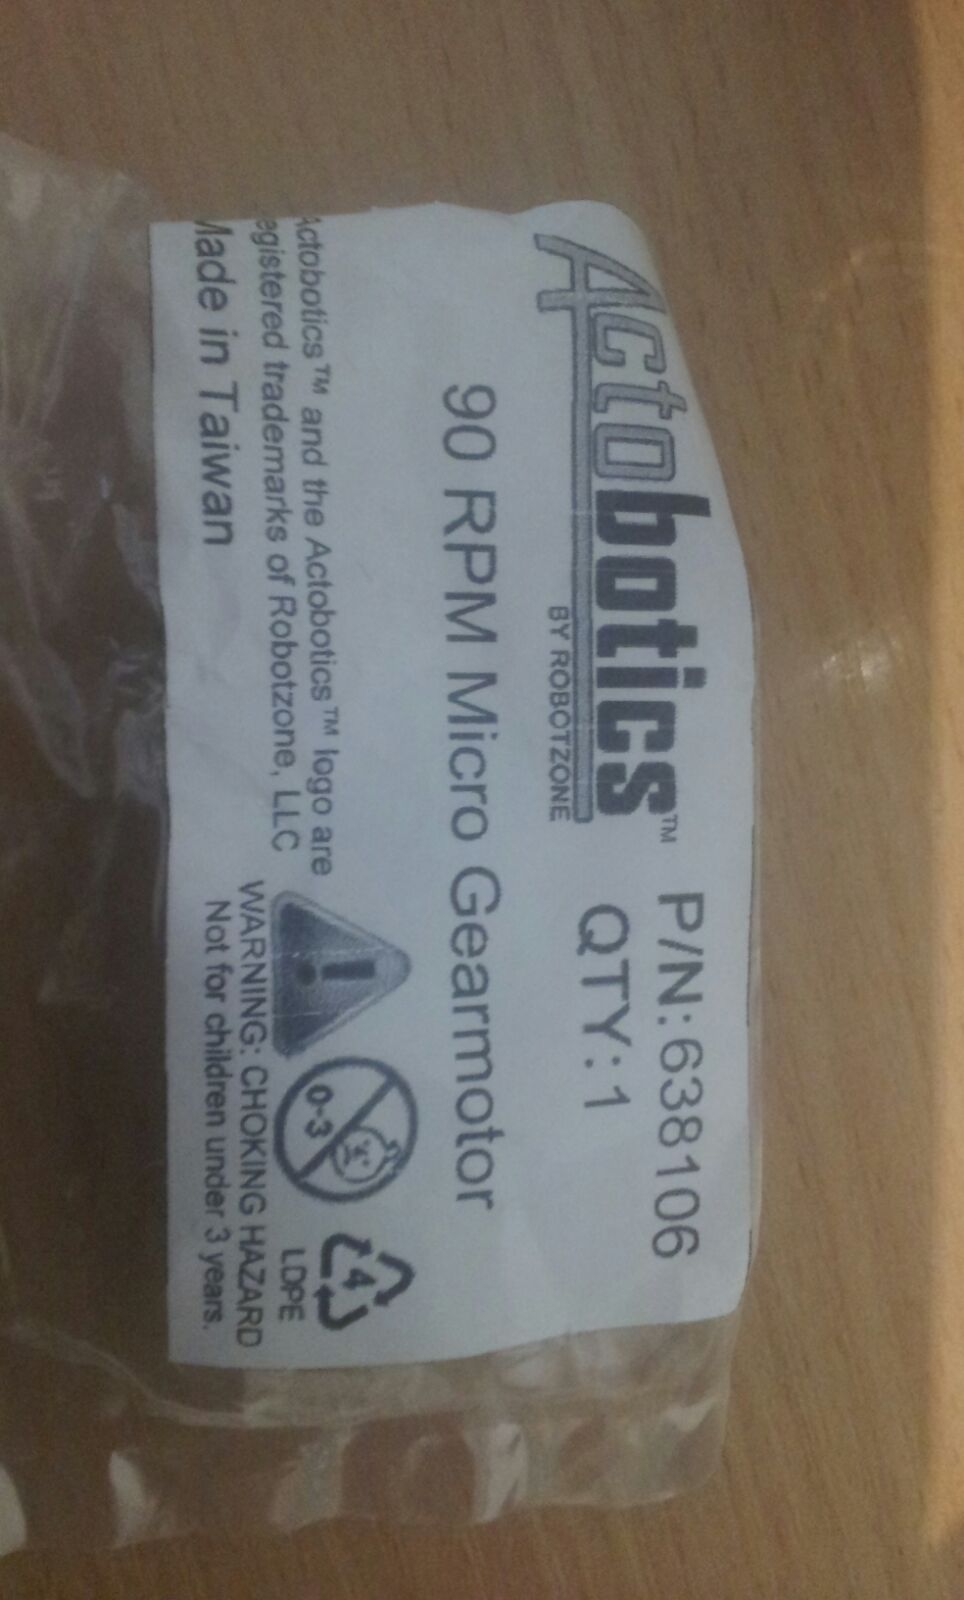 Actobotics™
BY ROBOTZONE
P/N:638106
QTY:1
90 RPM Micro Gearmotor
Actobotics™ and the Actobotics™ logo are
egistered trademarks of Robotzone, LLC
Made in Taiwan
0-3
4
LDPE
WARNING: CHOKING HAZARD
Not for children under 3 years.